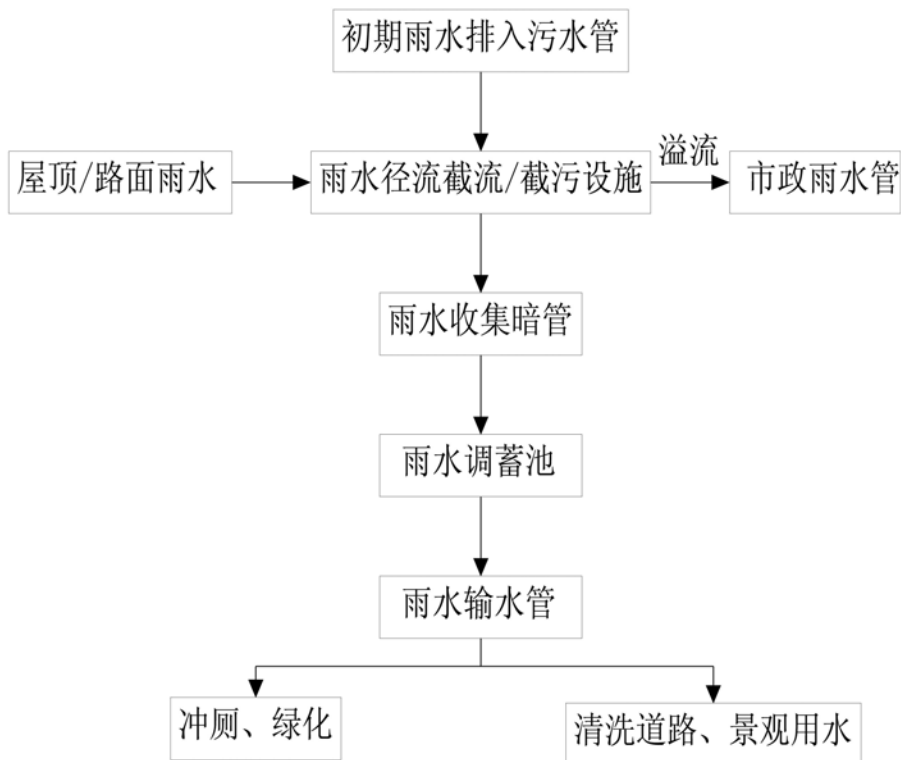 初期雨水排入污水管
溢流
屋顶/路面雨水
雨水径流截流/截污设施
市政雨水管
雨水收集暗管
雨水调蓄池
雨水输水管
冲厕、绿化
清洗道路、景观用水